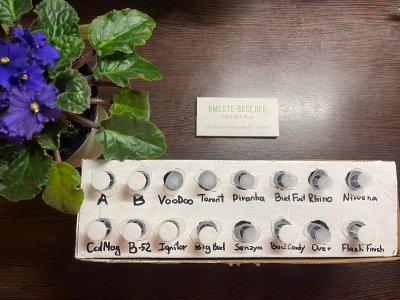 ВМЕСТЕ ВЕСЕЛЕЕ
A B VooDoo Tarant Piranha Bud Fuel Rhino Nirvana
CalMag B-52 Ignitor Big Bud Senzym Bud Candy Over Flash Finish